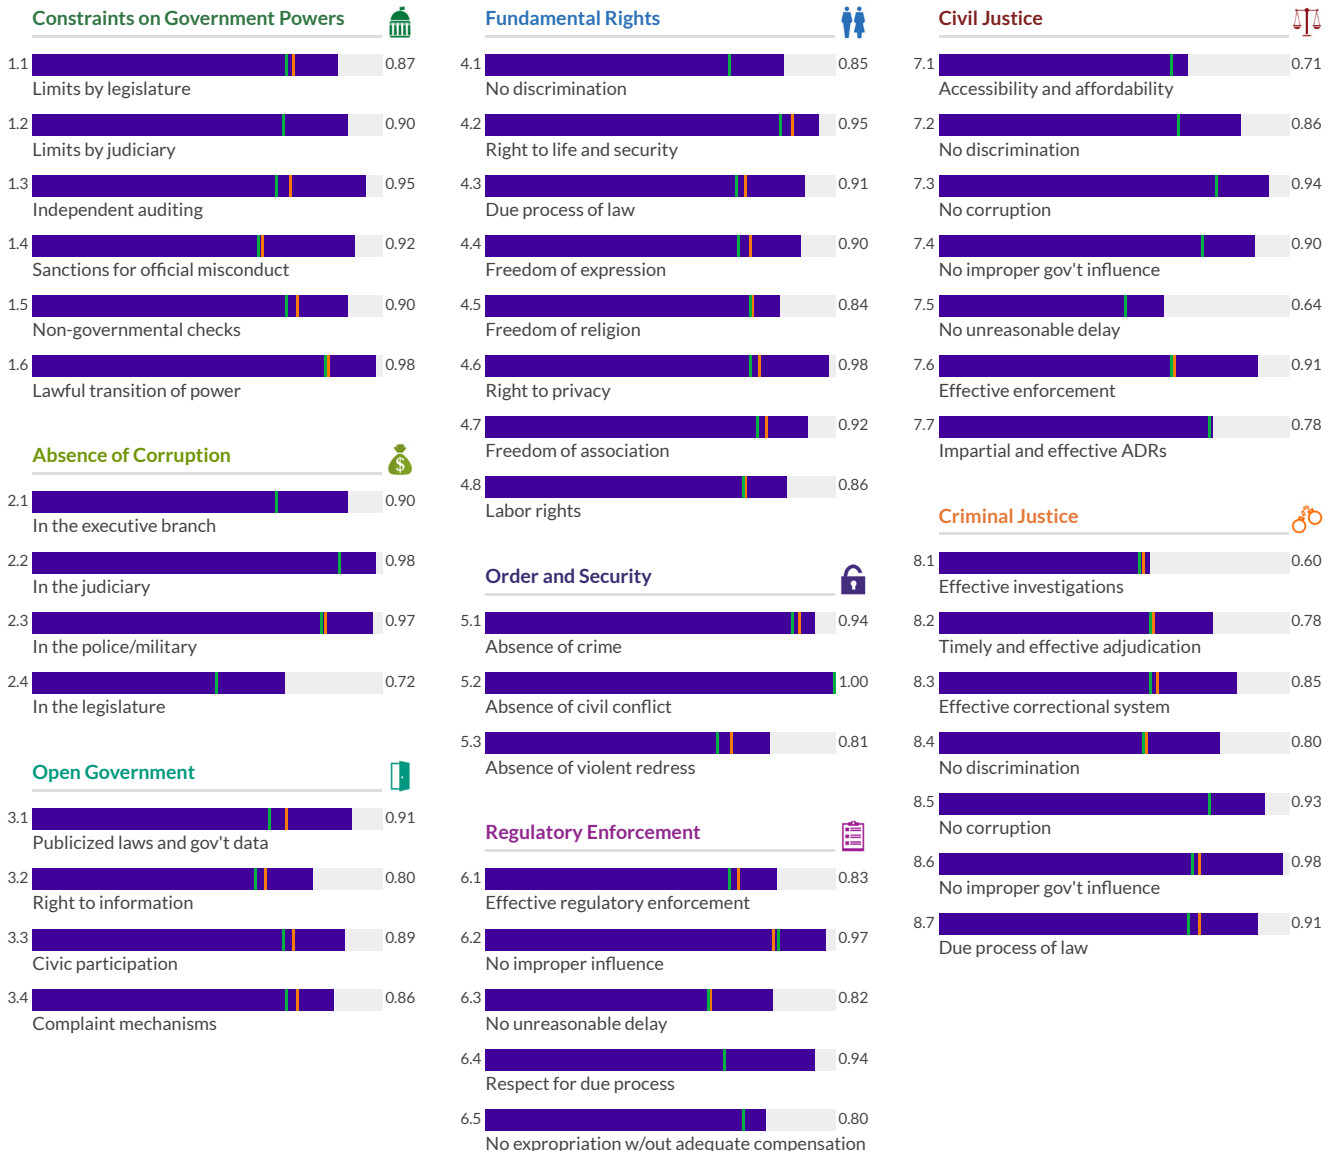 Constraints on Government Powers
1.1 0.87
Limits by legislature
1.2 0.90
Limits by judiciary
1.3 0.95
Independent auditing
1.4 0.92
Sanctions for official misconduct
1.5 0.90
Non-governmental checks
1.6 0.98
Lawful transition of power
Absence of Corruption
$
2.1 0.90
In the executive branch
2.2 0.98
In the judiciary
2.3 0.97
In the police/military
2.4 0.72
In the legislature
Open Government
3.1 0.91
Publicized laws and gov't data
3.2 0.80
Right to information
3.3 0.89
Civic participation
3.4 0.86
Complaint mechanisms
Fundamental Rights
4.1 0.85
No discrimination
4.2 0.95
Right to life and security
4.3 0.91
Due process of law
4.4 0.90
Freedom of expression
4.5 0.84
Freedom of religion
4.6 0.98
Right to privacy
4.7 0.92
Freedom of association
4.8 0.86
Labor rights
Order and Security
5.1 0.94
Absence of crime
5.2 1.00
Absence of civil conflict
5.3 0.81
Absence of violent redress
Regulatory Enforcement
6.1 0.83
Effective regulatory enforcement
6.2 0.97
No improper influence
6.3 0.82
No unreasonable delay
6.4 0.94
Respect for due process
6.5 0.80
No expropriation w/out adequate compensation
Civil Justice
7.1 0.71
Accessibility and affordability
7.2 0.86
No discrimination
7.3 0.94
No corruption
7.4 0.90
No improper gov't influence
7.5 0.64
No unreasonable delay
7.6 0.91
Effective enforcement
7.7 0.78
Impartial and effective ADRs
Criminal Justice
8.1 0.60
Effective investigations
8.2 0.78
Timely and effective adjudication
8.3 0.85
Effective correctional system
8.4 0.80
No discrimination
8.5 0.93
No corruption
8.6 0.98
No improper gov't influence
8.7 0.91
Due process of law